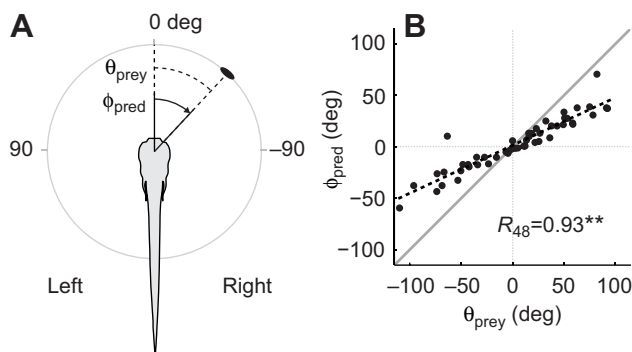 A
0 deg
θprey
ϕpred
90
–90
Left
Right
B
100
50
0
−50
−100
ϕpred (deg)
R48=0.93**
−100
−50
0
50
100
θprey (deg)